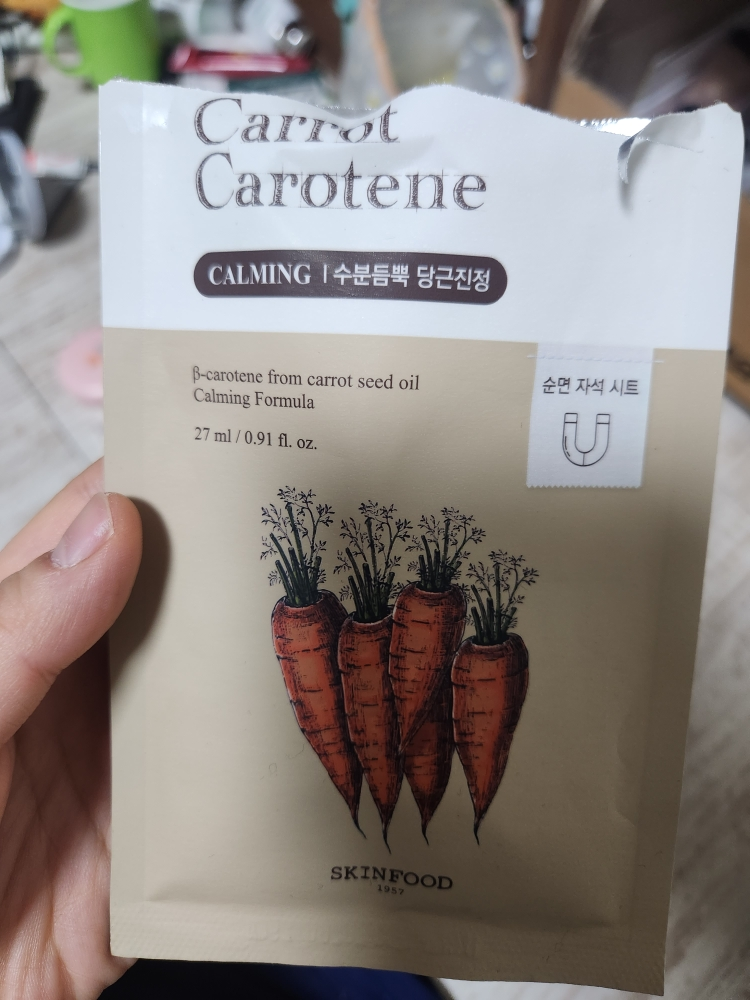 Carrot
Carotene
CALMING | 수분듬뿍 당근진정
β-carotene from carrot seed oil
Calming Formula
27 ml / 0.91 fl. oz.
순면 자석 시트
SKINFOOD
1957